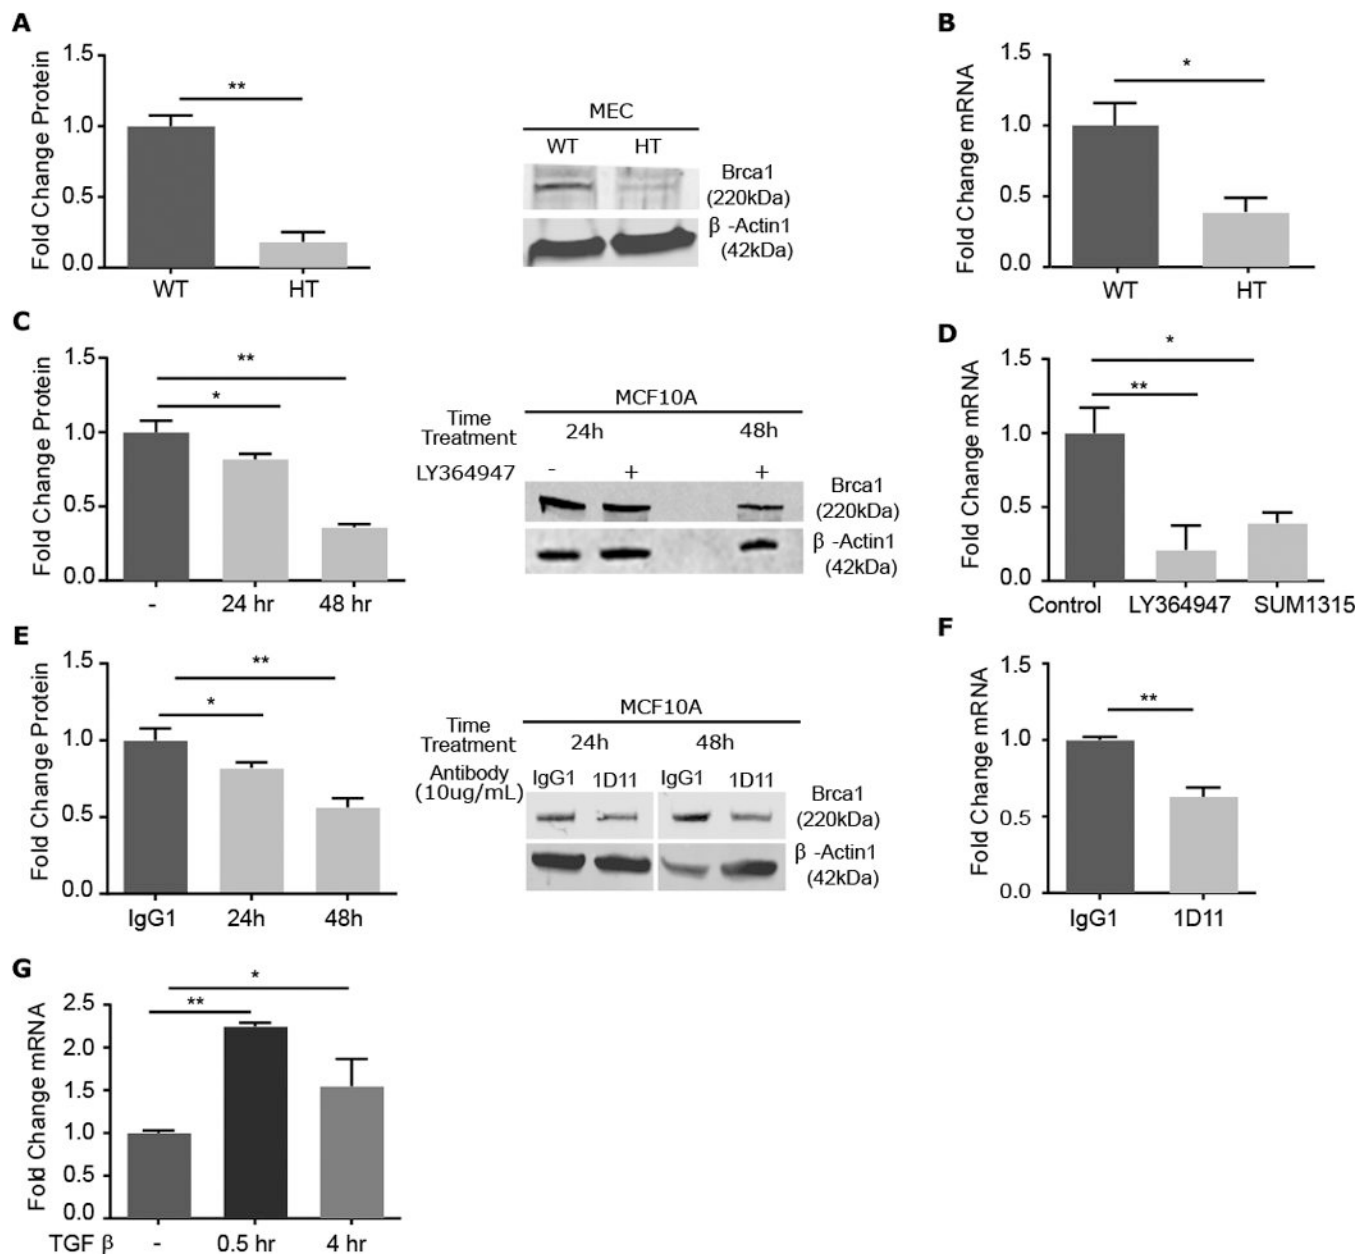 A
Fold Change Protein
1.5
1.0
0.5
0.0
**
WT
HT
MEC
WT HT
Brca1
(220kDa)
β -Actin1
(42kDa)
B
Fold Change mRNA
1.5
1.0
0.5
0.0
*
WT
HT
C
Fold Change Protein
1.5
1.0
0.5
0.0
**
*
-
24 hr
48 hr
MCF10A
Time
Treatment
24h 48h
LY364947 - + +
Brca1
(220kDa)
β -Actin1
(42kDa)
D
Fold Change mRNA
1.5
1.0
0.5
0.0
*
**
Control
LY364947
SUM1315
E
Fold Change Protein
1.5
1.0
0.5
0.0
**
*
IgG1
24h
48h
MCF10A
Time
Treatment
24h 48h
Antibody
(10ug/mL)
IgG1 1D11 IgG1 1D11
Brca1
(220kDa)
β -Actin1
(42kDa)
F
Fold Change mRNA
1.5
1.0
0.5
0.0
**
IgG1
1D11
G
Fold Change mRNA
2.5
2.0
1.5
1.0
0.5
0.0
*
**
TGF β - 0.5 hr 4 hr